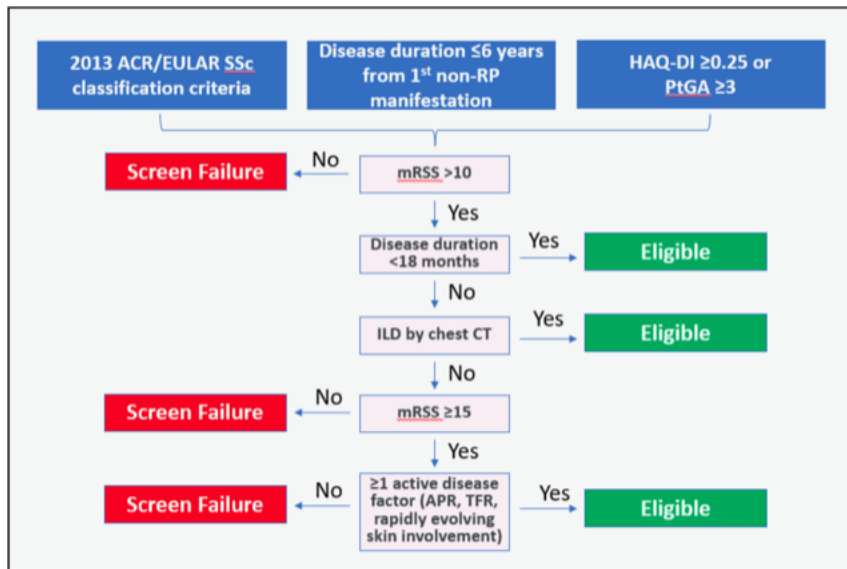 2013 ACR/EULAR SSc
classification criteria
Disease duration ≤6 years
from 1st non-RP
manifestation
HAQ-DI ≥0.25 or
PtGA ≥3
Screen Failure
No
mRSS >10
Yes
Disease duration
<18 months
Yes
Eligible
No
ILD by chest CT
Yes
Eligible
No
Screen Failure
No
mRSS ≥15
Yes
Screen Failure
No
≥1 active disease
factor (APR, TFR,
rapidly evolving
skin involvement)
Yes
Eligible